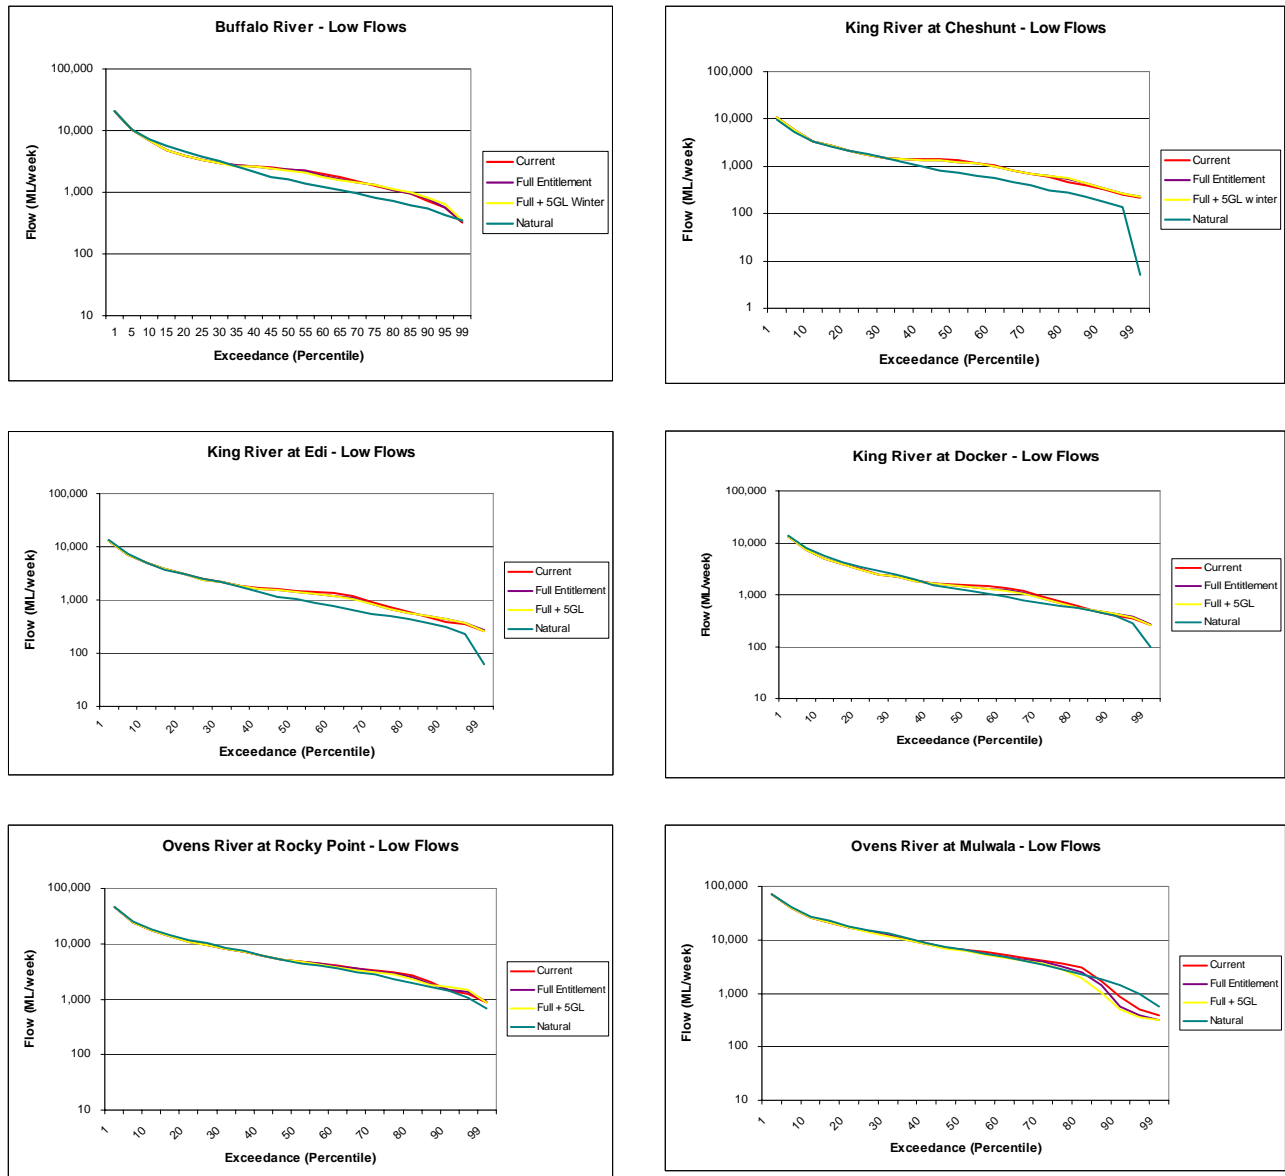 Buffalo River - Low Flows
Flow (ML/week)
100,000
10,000
1,000
100
10
1 5 10 15 20 25 30 35 40 45 50 55 60 65 70 75 80 85 90 95 99
Exceedance (Percentile)
Current
Full Entitlement
Full + 5GL Winter
Natural
King River at Cheshunt - Low Flows
Flow (ML/week)
100,000
10,000
1,000
100
10
1
1 10 20 30 40 50 60 70 80 90 99
Exceedance (Percentile)
Current
Full Entitlement
Full + 5GL winter
Natural
King River at Edi - Low Flows
Flow (ML/week)
100,000
10,000
1,000
100
10
1 10 20 30 40 50 60 70 80 90 99
Exceedance (Percentile)
Current
Full Entitlement
Full + 5GL
Natural
King River at Docker - Low Flows
Flow (ML/week)
100,000
10,000
1,000
100
10
1 10 20 30 40 50 60 70 80 90 99
Exceedance (Percentile)
Current
Full Entitlement
Full + 5GL
Natural
Ovens River at Rocky Point - Low Flows
Flow (ML/week)
100,000
10,000
1,000
100
10
1 10 20 30 40 50 60 70 80 90 99
Exceedance (Percentile)
Current
Full Entitlement
Full + 5GL
Natural
Ovens River at Mulwala - Low Flows
Flow (ML/week)
100,000
10,000
1,000
100
10
1 10 20 30 40 50 60 70 80 90 99
Exceedance (Percentile)
Current
Full Entitlement
Full + 5GL
Natural